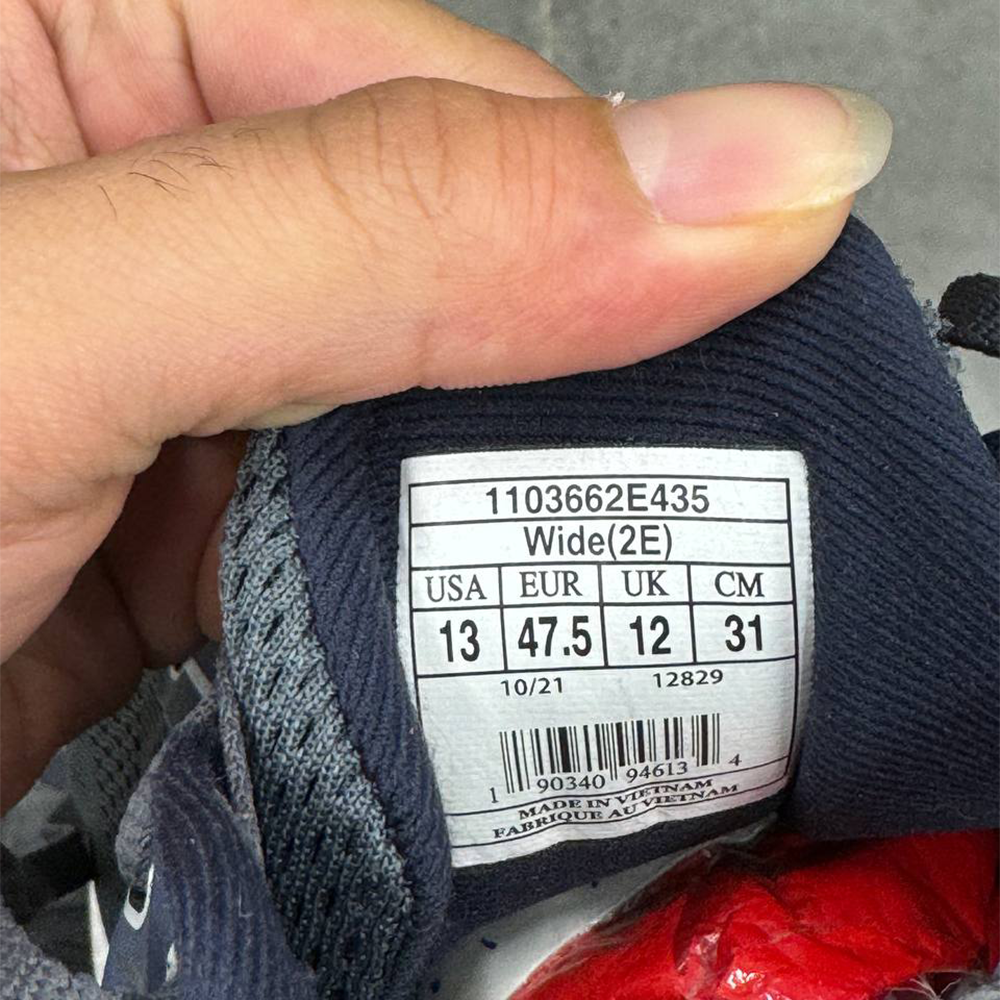 1103662E435
Wide(2E)
USA EUR UK CM
13 47.5 12 31
10/21 12829
1 90340 94613 4
MADE IN VIETNAM
FABRIQUE AU VIETNAM